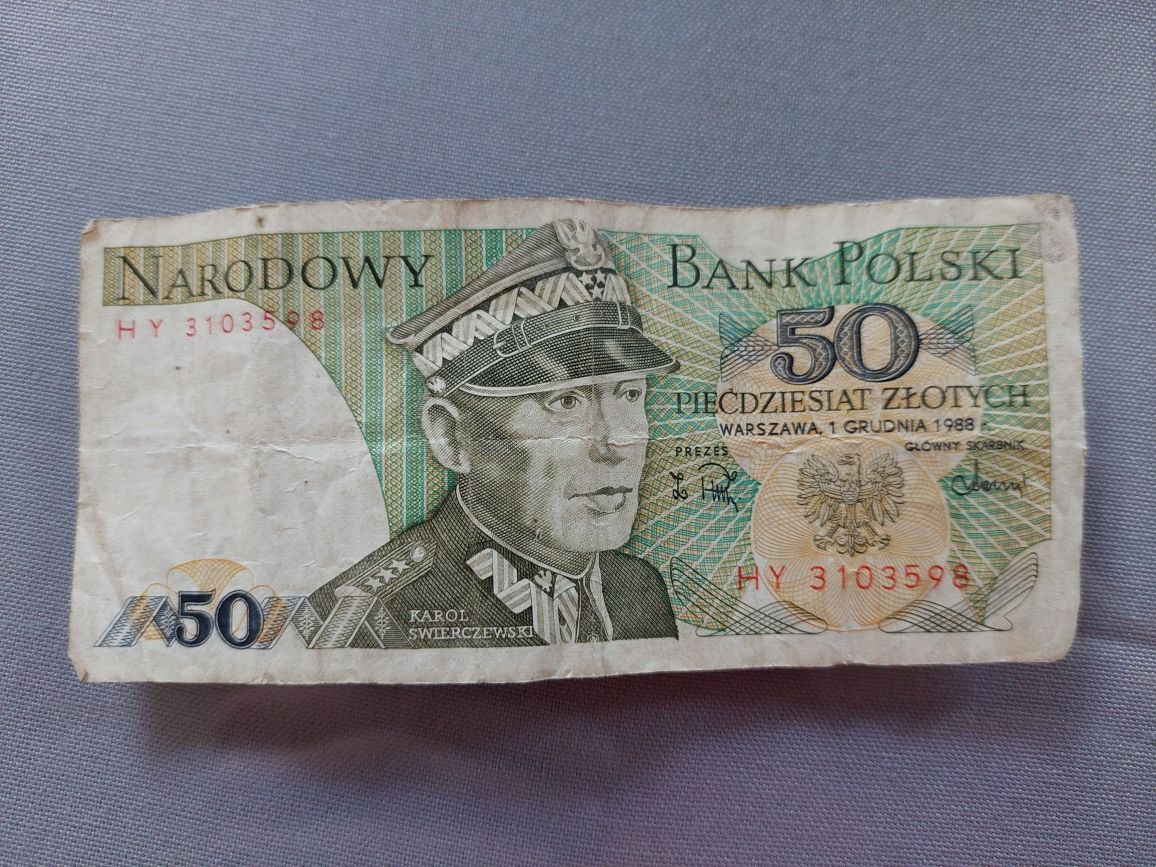 NARODOWY BANK POLSKI
HY 3103598
50
PIĘĆDZIESIĄT ZŁOTYCH
WARSZAWA, 1 GRUDNIA 1988 r.
PREZES
GŁÓWNY SKARBNIK
HY 3103598
50
KAROL
ŚWIERCZEWSKI